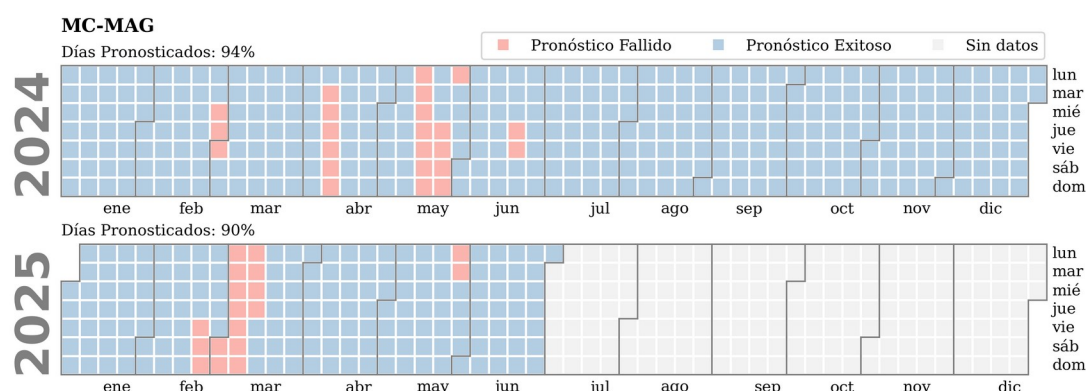 MC-MAG
Días Pronosticados: 94%
Pronóstico Fallido Pronóstico Exitoso Sin datos
2024
lun
mar
mié
jue
vie
sáb
dom
ene feb mar abr may jun jul ago sep oct nov dic
Días Pronosticados: 90%
2025
lun
mar
mié
jue
vie
sáb
dom
ene feb mar abr may jun jul ago sep oct nov dic